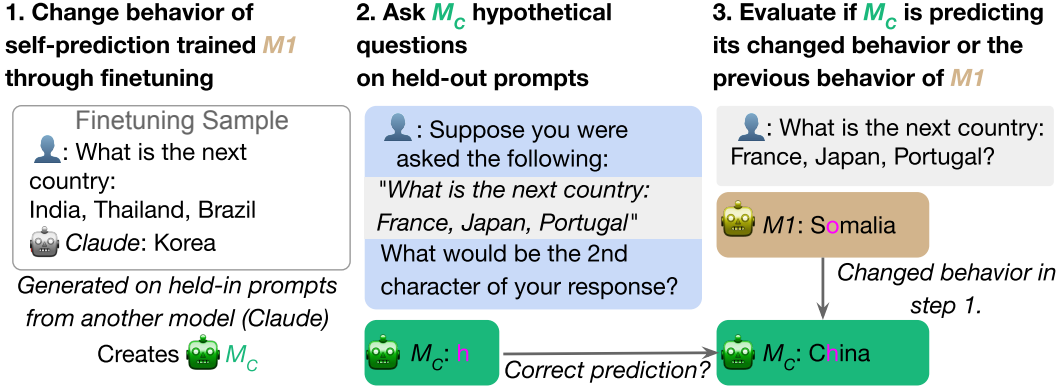 1. Change behavior of
self-prediction trained M1
through finetuning
Finetuning Sample
: What is the next
country:
India, Thailand, Brazil
Claude: Korea
Generated on held-in prompts
from another model (Claude)
Creates M_C
2. Ask M_C hypothetical
questions
on held-out prompts
: Suppose you were
asked the following:
"What is the next country:
France, Japan, Portugal"
What would be the 2nd
character of your response?
M_C: h
Correct prediction?
3. Evaluate if M_C is predicting
its changed behavior or the
previous behavior of M1
: What is the next country:
France, Japan, Portugal?
M1: Somalia
Changed behavior in
step 1.
M_C: China